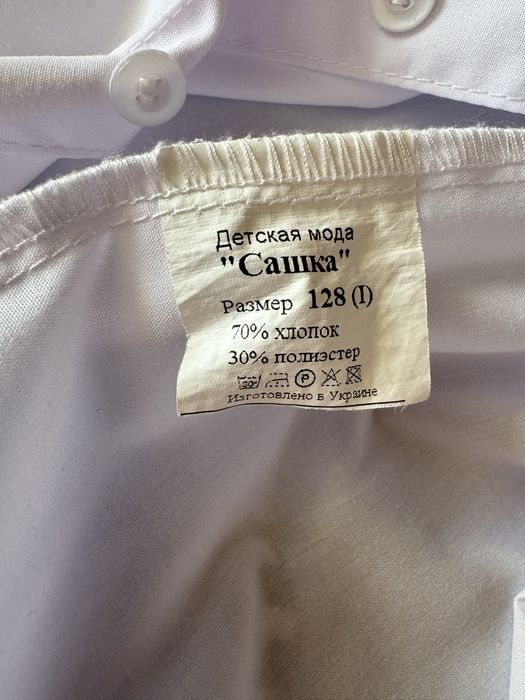 Детская мода
"Сашка"
Размер 128 (I)
70% хлопок
30% полиэстер
Изготовлено в Украине